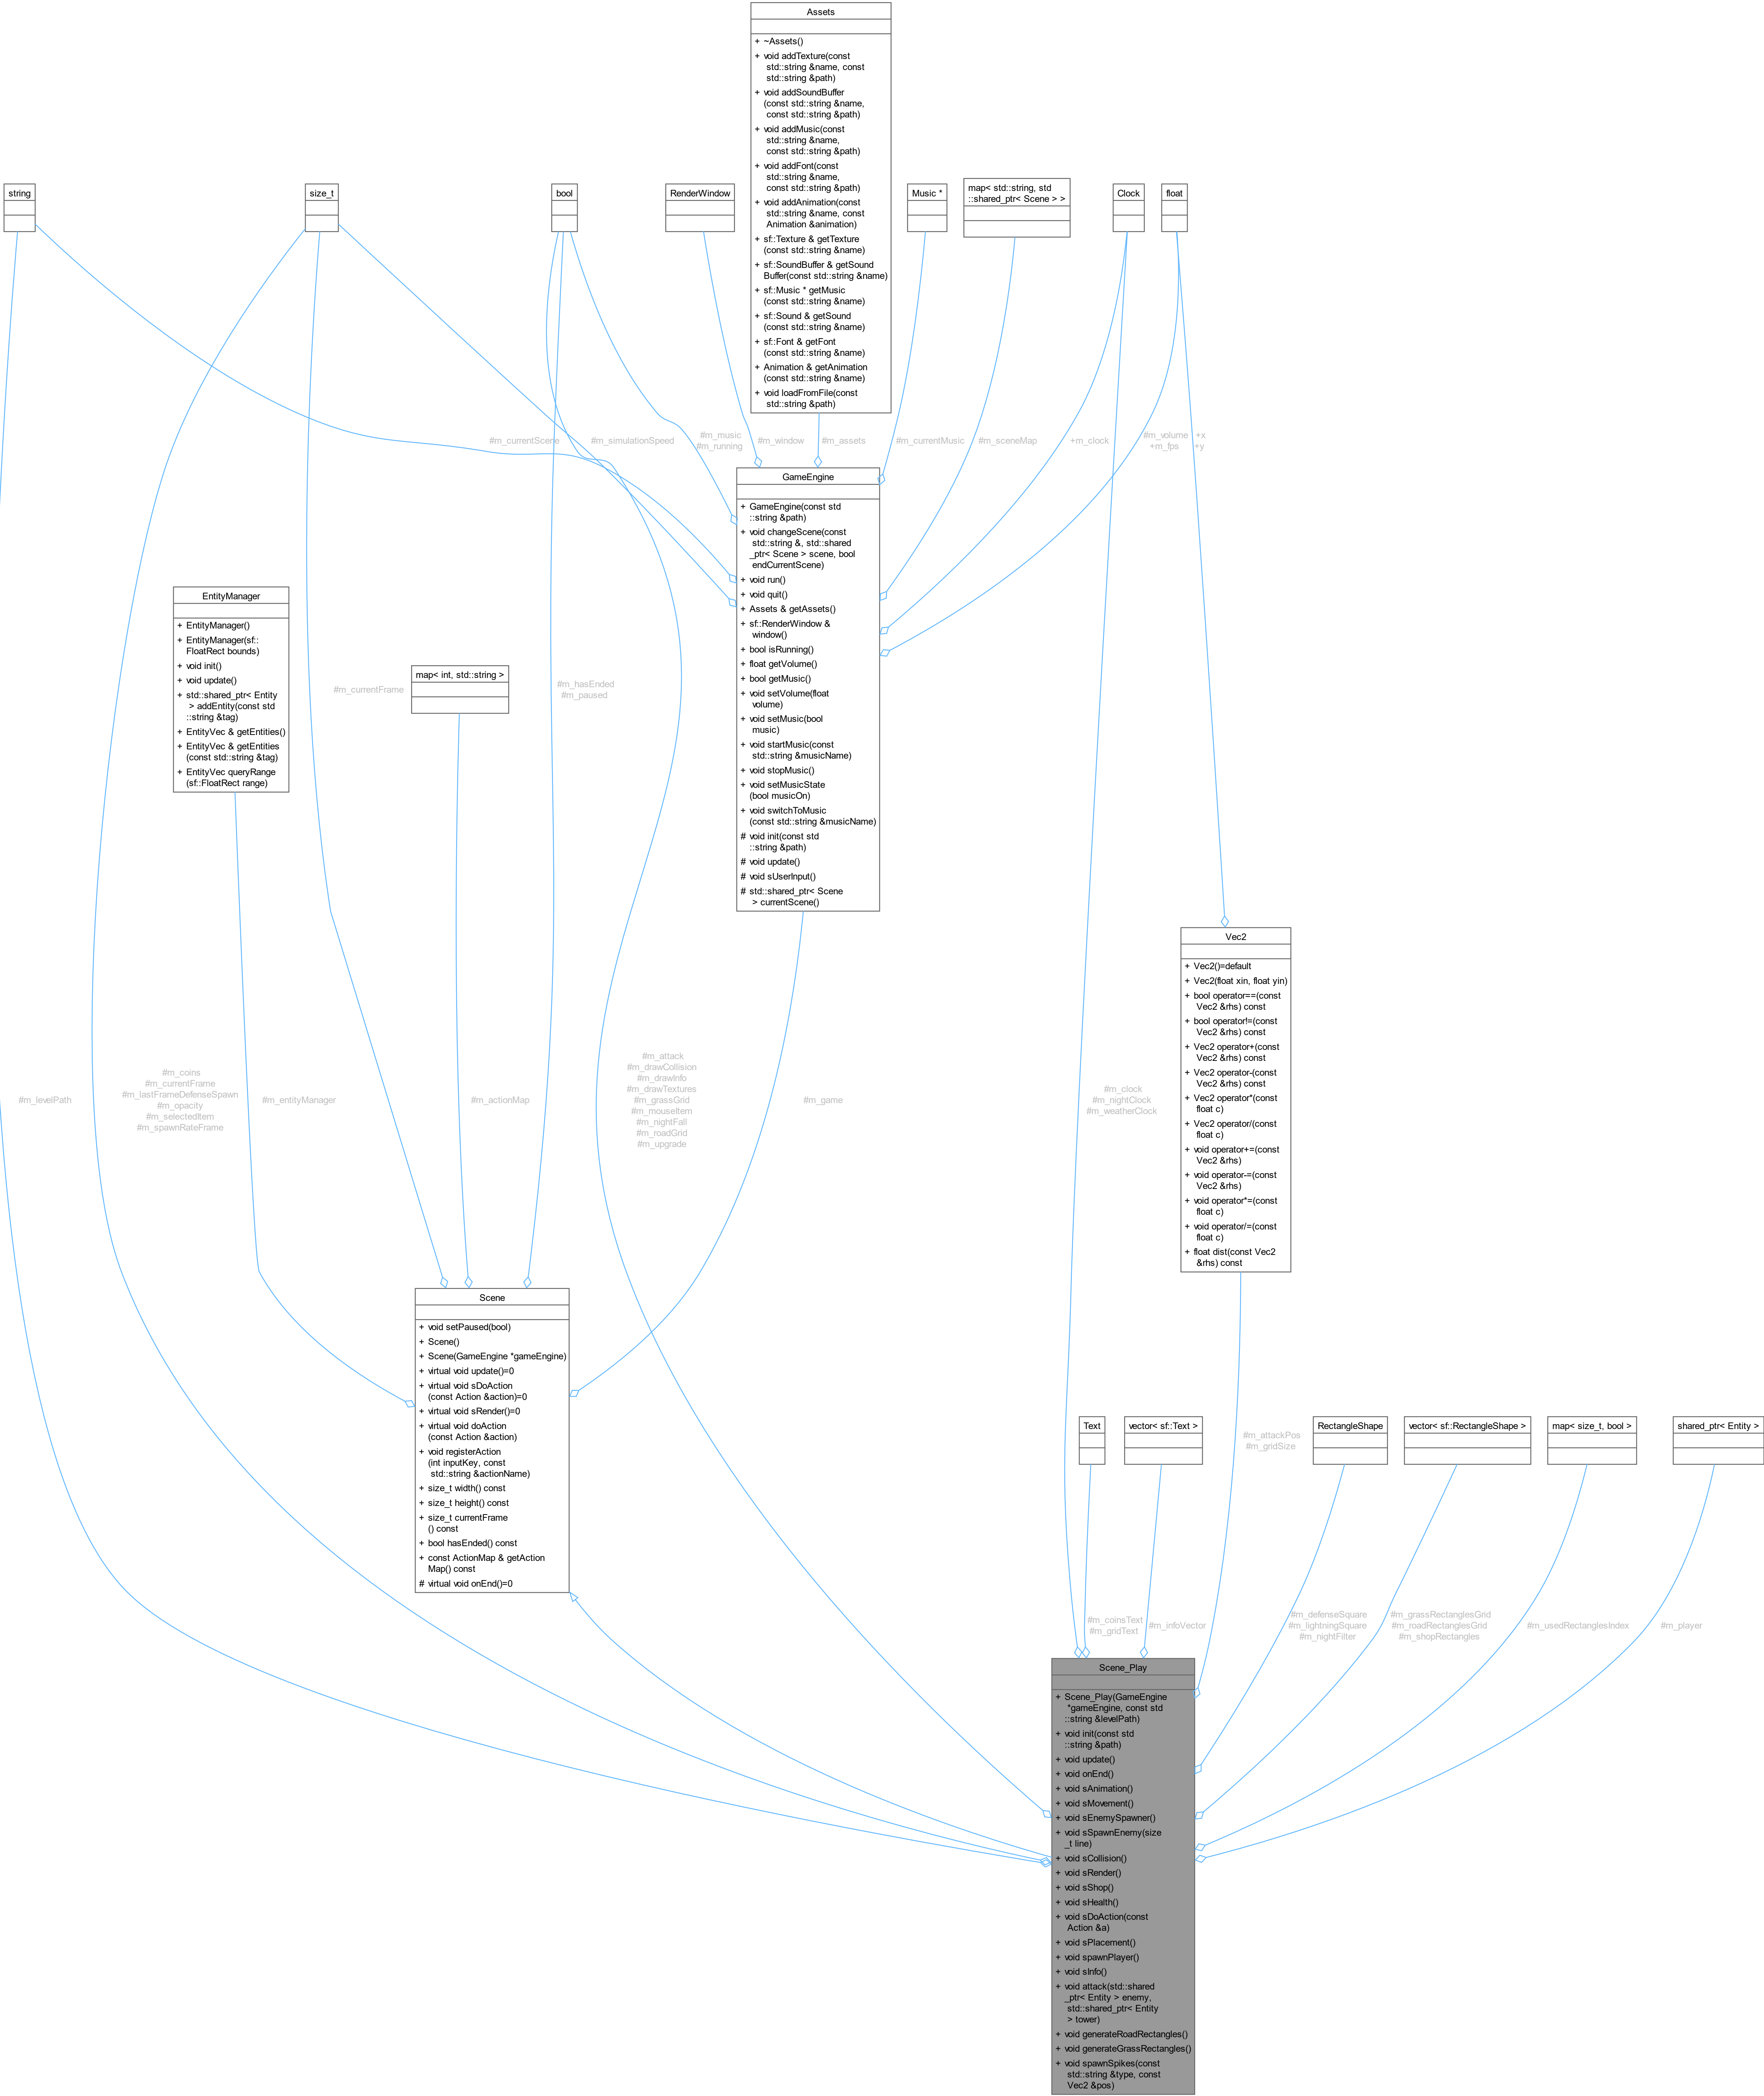 Assets
+ ~Assets()
+ void addTexture(const
std::string &name, const
std::string &path)
+ void addSoundBuffer
(const std::string &name,
const std::string &path)
+ void addMusic(const
std::string &name,
const std::string &path)
+ void addFont(const
std::string &name,
const std::string &path)
+ void addAnimation(const
std::string &name, const
Animation &animation)
+ sf::Texture & getTexture
(const std::string &name)
+ sf::SoundBuffer & getSound
Buffer(const std::string &name)
+ sf::Music * getMusic
(const std::string &name)
+ sf::Sound & getSound
(const std::string &name)
+ sf::Font & getFont
(const std::string &name)
+ Animation & getAnimation
(const std::string &name)
+ void loadFromFile(const
std::string &path)
string
size_t
bool
RenderWindow
Music *
map< std::string, std
::shared_ptr< Scene > >
Clock
float
#m_currentScene
#m_simulationSpeed
#m_music
#m_running
#m_window
#m_assets
#m_currentMusic
#m_sceneMap
+m_clock
#m_volume
+m_fps
+x
+y
GameEngine
+ GameEngine(const std
::string &path)
+ void changeScene(const
std::string &, std::shared
_ptr< Scene > scene, bool
endCurrentScene)
+ void run()
+ void quit()
+ Assets & getAssets()
+ sf::RenderWindow &
window()
+ bool isRunning()
+ float getVolume()
+ bool getMusic()
+ void setVolume(float
volume)
+ void setMusic(bool
music)
+ void startMusic(const
std::string &musicName)
+ void stopMusic()
+ void setMusicState
(bool musicOn)
+ void switchToMusic
(const std::string &musicName)
# void init(const std
::string &path)
# void update()
# void sUserInput()
# std::shared_ptr< Scene
> currentScene()
EntityManager
+ EntityManager()
+ EntityManager(sf::
FloatRect bounds)
+ void init()
+ void update()
+ std::shared_ptr< Entity
> addEntity(const std
::string &tag)
+ EntityVec & getEntities()
+ EntityVec & getEntities
(const std::string &tag)
+ EntityVec queryRange
(sf::FloatRect range)
#m_currentFrame
map< int, std::string >
#m_hasEnded
#m_paused
Vec2
+ Vec2()=default
+ Vec2(float xin, float yin)
+ bool operator==(const
Vec2 &rhs) const
+ bool operator!=(const
Vec2 &rhs) const
+ Vec2 operator+(const
Vec2 &rhs) const
+ Vec2 operator-(const
Vec2 &rhs) const
+ Vec2 operator*(const
float c)
+ Vec2 operator/(const
float c)
+ void operator+=(const
Vec2 &rhs)
+ void operator-=(const
Vec2 &rhs)
+ void operator*=(const
float c)
+ void operator/=(const
float c)
+ float dist(const Vec2
&rhs) const
#m_levelPath
#m_coins
#m_currentFrame
#m_lastFrameDefenseSpawn
#m_opacity
#m_selectedItem
#m_spawnRateFrame
#m_entityManager
#m_actionMap
#m_attack
#m_drawCollision
#m_drawInfo
#m_drawTextures
#m_grassGrid
#m_mouseItem
#m_nightFall
#m_roadGrid
#m_upgrade
#m_game
#m_clock
#m_nightClock
#m_weatherClock
Scene
+ void setPaused(bool)
+ Scene()
+ Scene(GameEngine *gameEngine)
+ virtual void update()=0
+ virtual void sDoAction
(const Action &action)=0
+ virtual void sRender()=0
+ virtual void doAction
(const Action &action)
+ void registerAction
(int inputKey, const
std::string &actionName)
+ size_t width() const
+ size_t height() const
+ size_t currentFrame
() const
+ bool hasEnded() const
+ const ActionMap & getAction
Map() const
# virtual void onEnd()=0
Text
vector< sf::Text >
#m_attackPos
#m_gridSize
RectangleShape
vector< sf::RectangleShape >
map< size_t, bool >
shared_ptr< Entity >
#m_coinsText
#m_gridText
#m_infoVector
#m_defenseSquare
#m_lightningSquare
#m_nightFilter
#m_grassRectanglesGrid
#m_roadRectanglesGrid
#m_shopRectangles
#m_usedRectanglesIndex
#m_player
Scene_Play
+ Scene_Play(GameEngine
*gameEngine, const std
::string &levelPath)
+ void init(const std
::string &path)
+ void update()
+ void onEnd()
+ void sAnimation()
+ void sMovement()
+ void sEnemySpawner()
+ void sSpawnEnemy(size
_t line)
+ void sCollision()
+ void sRender()
+ void sShop()
+ void sHealth()
+ void sDoAction(const
Action &a)
+ void sPlacement()
+ void spawnPlayer()
+ void sInfo()
+ void attack(std::shared
_ptr< Entity > enemy,
std::shared_ptr< Entity
> tower)
+ void generateRoadRectangles()
+ void generateGrassRectangles()
+ void spawnSpikes(const
std::string &type, const
Vec2 &pos)